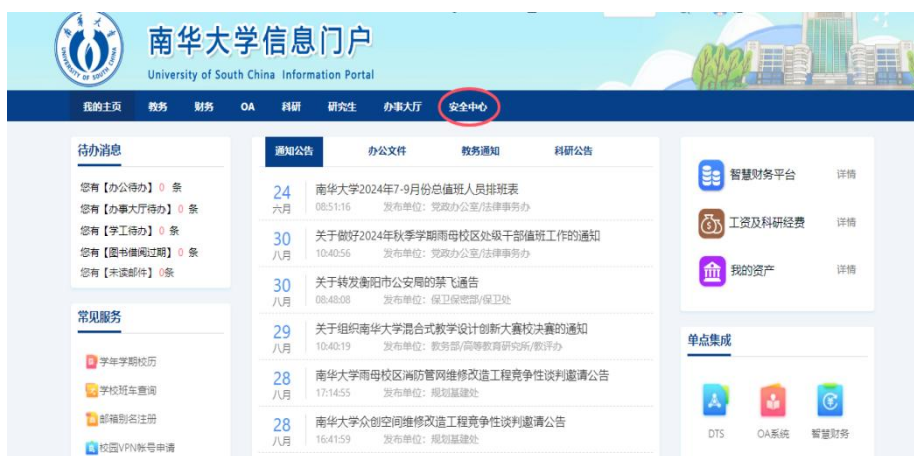 南华大学信息门户
University of South China Information Portal
UNIVERSITY OF SOUTH CHINA
我的主页 教务 财务 OA 科研 研究生 办事大厅 安全中心
待办消息
您有【办公待办】0 条
您有【办事大厅待办】0 条
您有【学工待办】0 条
您有【图书借阅过期】0 条
您有【未读邮件】0条
常见服务
学年学期校历
学校班车查询
邮箱别名注册
校园VPN帐号申请
通知公告 办公文件 教务通知 科研公告
24 南华大学2024年7-9月份总值班人员排班表
六月 08:51:16 发布单位：党政办公室/法律事务办
30 关于做好2024年秋季学期雨母校区处级干部值班工作的通知
八月 10:40:56 发布单位：党政办公室/法律事务办
30 关于转发衡阳市公安局的禁飞通告
八月 08:48:08 发布单位：保卫保密部/保卫处
29 关于组织南华大学混合式教学设计创新大赛校决赛的通知
八月 10:40:19 发布单位：教务部/高等教育研究所/教评办
28 南华大学雨母校区消防管网维修改造工程竞争性谈判邀请公告
八月 17:14:55 发布单位：规划基建处
28 南华大学众创空间维修改造工程竞争性谈判邀请公告
八月 16:41:59 发布单位：规划基建处
智慧财务平台 详情
工资及科研经费 详情
我的资产 详情
单点集成
DTS OA系统 智慧财务